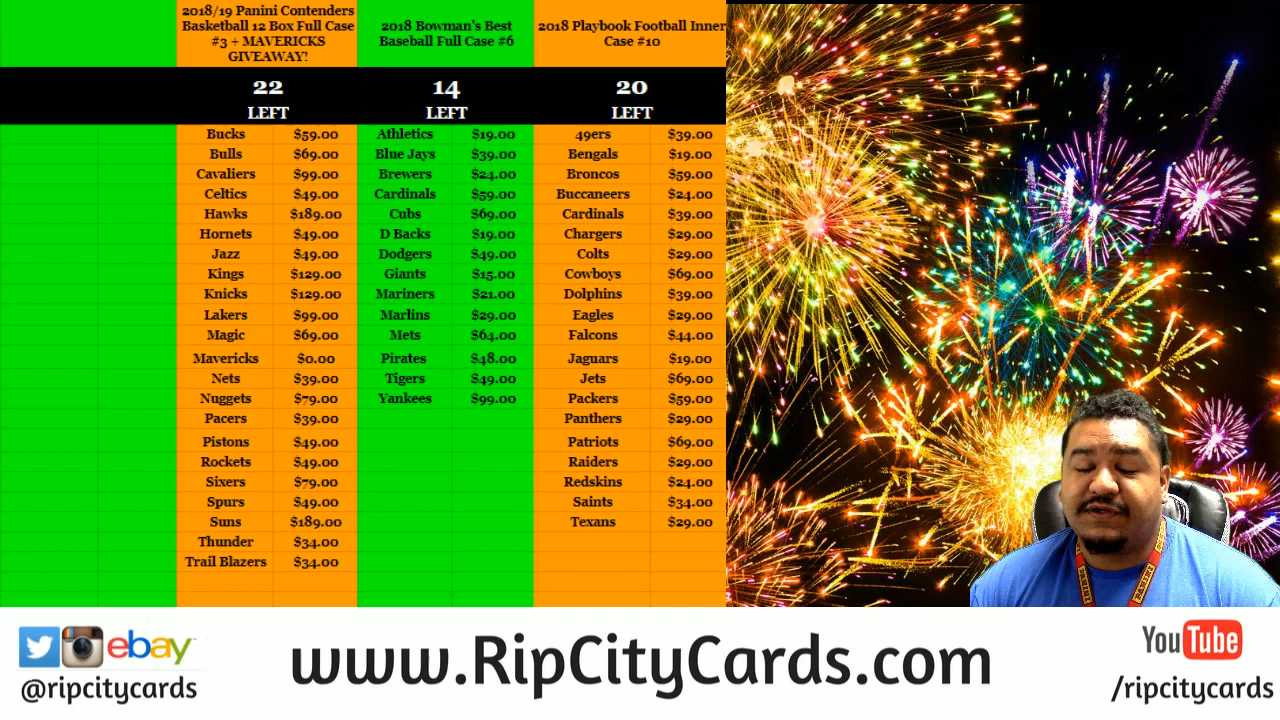 2018/19 Panini Contenders
Basketball 12 Box Full Case
#3 + MAVERICKS
GIVEAWAY!
22
LEFT
Bucks $59.00
Bulls $69.00
Cavaliers $99.00
Celtics $49.00
Hawks $189.00
Hornets $49.00
Jazz $49.00
Kings $129.00
Knicks $129.00
Lakers $99.00
Magic $69.00
Mavericks $0.00
Nets $39.00
Nuggets $79.00
Pacers $39.00
Pistons $49.00
Rockets $49.00
Sixers $79.00
Spurs $49.00
Suns $189.00
Thunder $34.00
Trail Blazers $34.00
2018 Bowman's Best
Baseball Full Case #6
14
LEFT
Athletics $19.00
Blue Jays $39.00
Brewers $24.00
Cardinals $59.00
Cubs $69.00
D Backs $19.00
Dodgers $49.00
Giants $15.00
Mariners $21.00
Marlins $29.00
Mets $64.00
Pirates $48.00
Tigers $49.00
Yankees $99.00
2018 Playbook Football Inner
Case #10
20
LEFT
49ers $39.00
Bengals $19.00
Broncos $59.00
Buccaneers $24.00
Cardinals $39.00
Chargers $29.00
Colts $29.00
Cowboys $69.00
Dolphins $39.00
Eagles $29.00
Falcons $44.00
Jaguars $19.00
Jets $69.00
Packers $59.00
Panthers $29.00
Patriots $69.00
Raiders $29.00
Redskins $24.00
Saints $34.00
Texans $29.00
PANINI
ebay
@ripcitycards
www.RipCityCards.com
YouTube
/ripcitycards